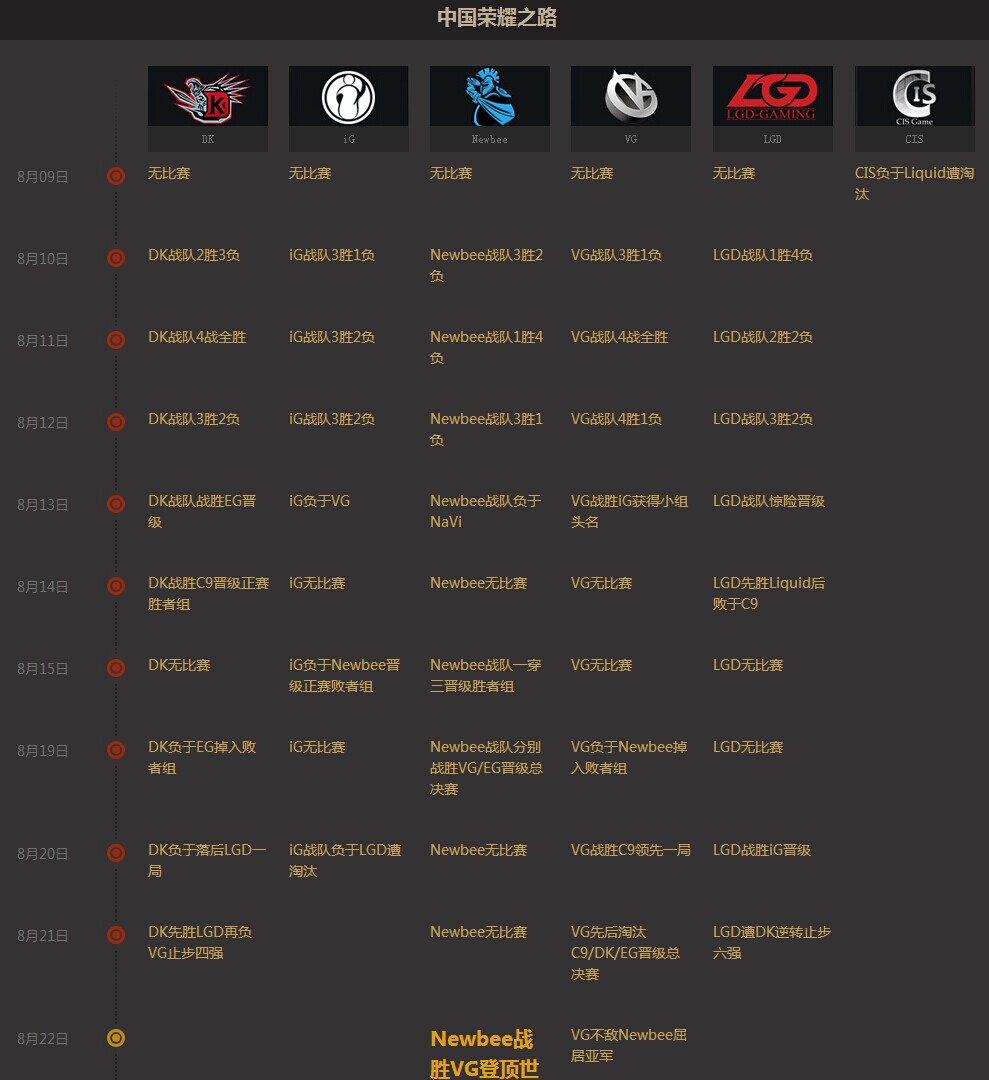 中国荣耀之路
LGD
LGD-GAMING
CIS
CIS Game
DK
iG
Newbee
VG
LGD
CIS
8月09日
无比赛
无比赛
无比赛
无比赛
无比赛
CIS负于Liquid遭淘
汰
8月10日
DK战队2胜3负
iG战队3胜1负
Newbee战队3胜2
负
VG战队3胜1负
LGD战队1胜4负
8月11日
DK战队4战全胜
iG战队3胜2负
Newbee战队1胜4
负
VG战队4战全胜
LGD战队2胜2负
8月12日
DK战队3胜2负
iG战队3胜2负
Newbee战队3胜1
负
VG战队4胜1负
LGD战队3胜2负
8月13日
DK战队战胜EG晋
级
iG负于VG
Newbee战队负于
NaVi
VG战胜iG获得小组
头名
LGD战队惊险晋级
8月14日
DK战胜C9晋级正赛
胜者组
iG无比赛
Newbee无比赛
VG无比赛
LGD先胜Liquid后
败于C9
8月15日
DK无比赛
iG负于Newbee晋
级正赛败者组
Newbee战队一穿
三晋级胜者组
VG无比赛
LGD无比赛
8月19日
DK负于EG掉入败
者组
iG无比赛
Newbee战队分别
战胜VG/EG晋级总
决赛
VG负于Newbee掉
入败者组
LGD无比赛
8月20日
DK负于落后LGD一
局
iG战队负于LGD遭
淘汰
Newbee无比赛
VG战胜C9领先一局
LGD战胜iG晋级
8月21日
DK先胜LGD再负
VG止步四强
Newbee无比赛
VG先后淘汰
C9/DK/EG晋级总
决赛
LGD遭DK逆转止步
六强
8月22日
Newbee战
胜VG登顶世
VG不敌Newbee屈
居亚军